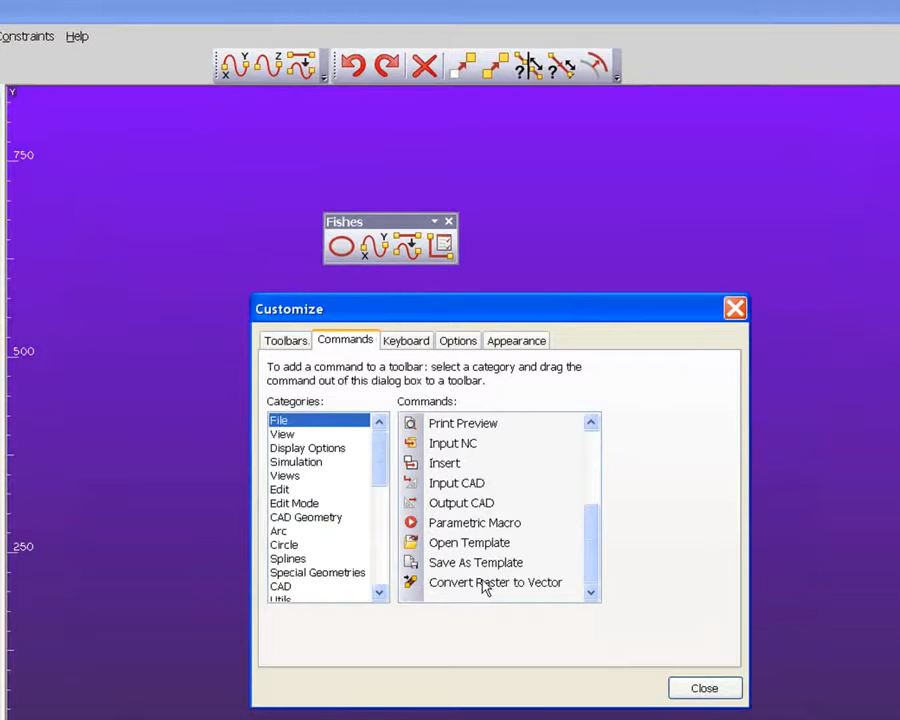 Constraints Help
Y
750
Fishes
Customize
Toolbars. Commands Keyboard Options Appearance
To add a command to a toolbar: select a category and drag the
command out of this dialog box to a toolbar.
Categories: Commands:
File
View
Display Options
Simulation
Views
Edit
Edit Mode
CAD Geometry
Arc
Circle
Splines
Special Geometries
CAD
Utils
Print Preview
Input NC
Insert
Input CAD
Output CAD
Parametric Macro
Open Template
Save As Template
Convert Raster to Vector
500
250
Close